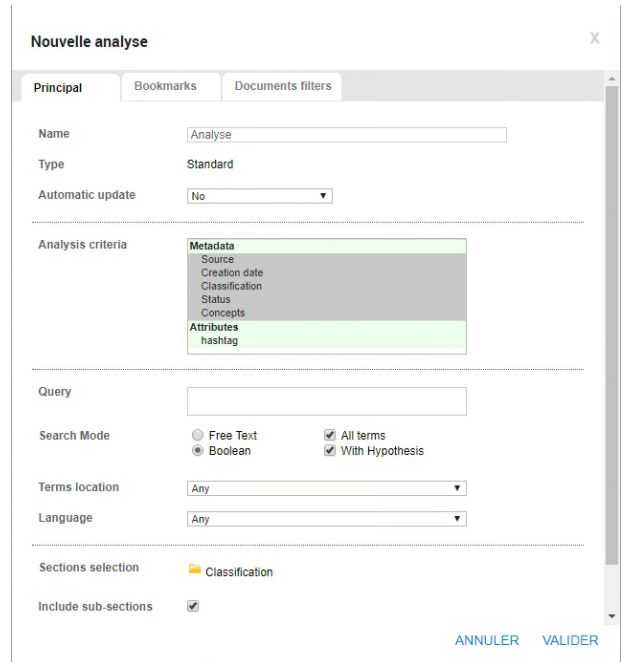 Nouvelle analyse
X
Principal
Bookmarks
Documents filters
Name
Analyse
Type
Standard
Automatic update
No
Analysis criteria
Metadata
Source
Creation date
Classification
Status
Concepts
Attributes
hashtag
Query
Search Mode
Free Text
All terms
Boolean
With Hypothesis
Terms location
Any
Language
Any
Sections selection
Classification
Include sub-sections
ANNULER
VALIDER